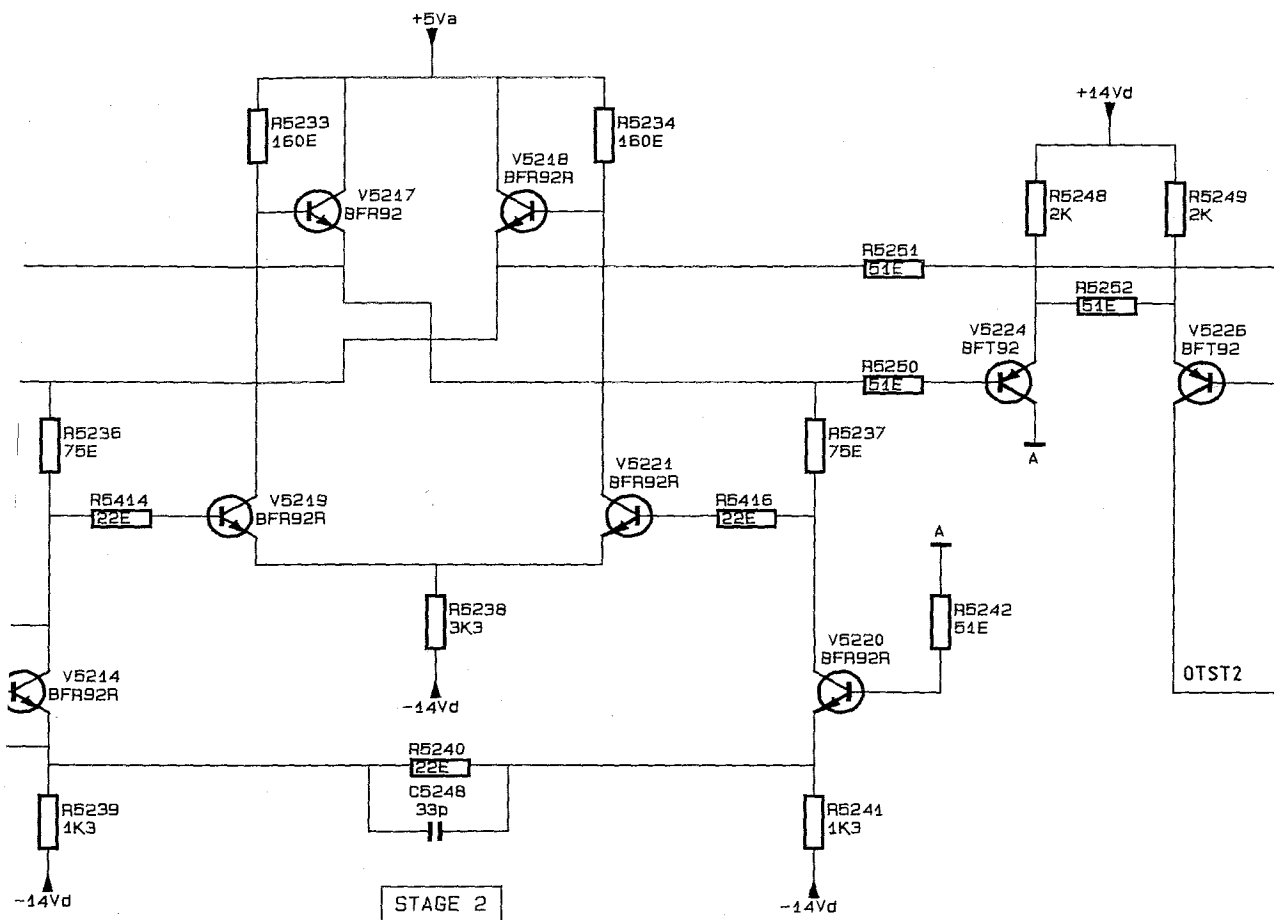 +5Va
R5233
160E
R5234
160E
V5218
BFR92R
V5217
BFR92
+14Vd
R5248
2K
R5249
2K
R5251
51E
R5252
51E
V5224
BFT92
V5226
BFT92
R5250
51E
A
R5236
75E
R5237
75E
R5414
22E
V5219
BFR92R
V5221
BFR92R
R5416
22E
A
R5238
3K3
R5242
51E
-14Vd
V5214
BFR92R
V5220
BFR92R
OTST2
R5240
22E
C5248
33p
R5239
1K3
R5241
1K3
-14Vd
STAGE 2
-14Vd